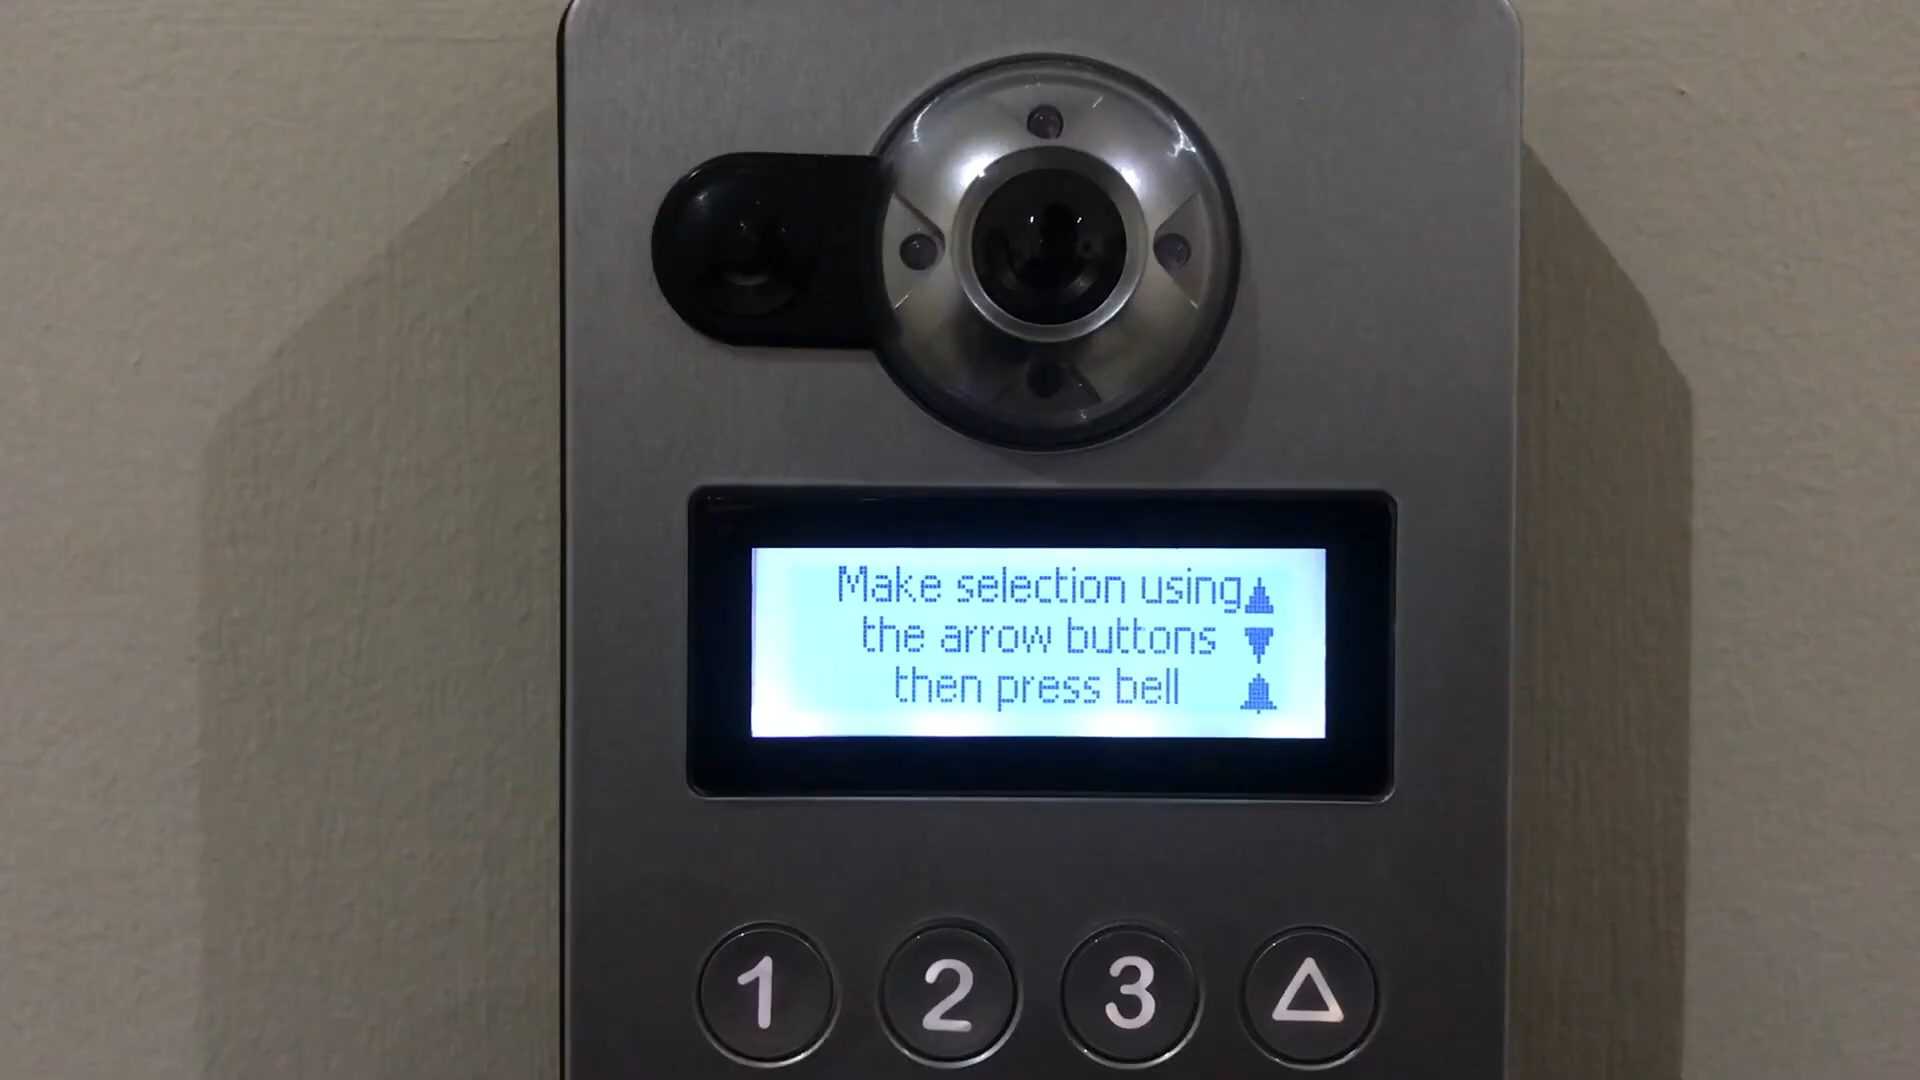 Make selection using
the arrow buttons
then press bell
1 2 3